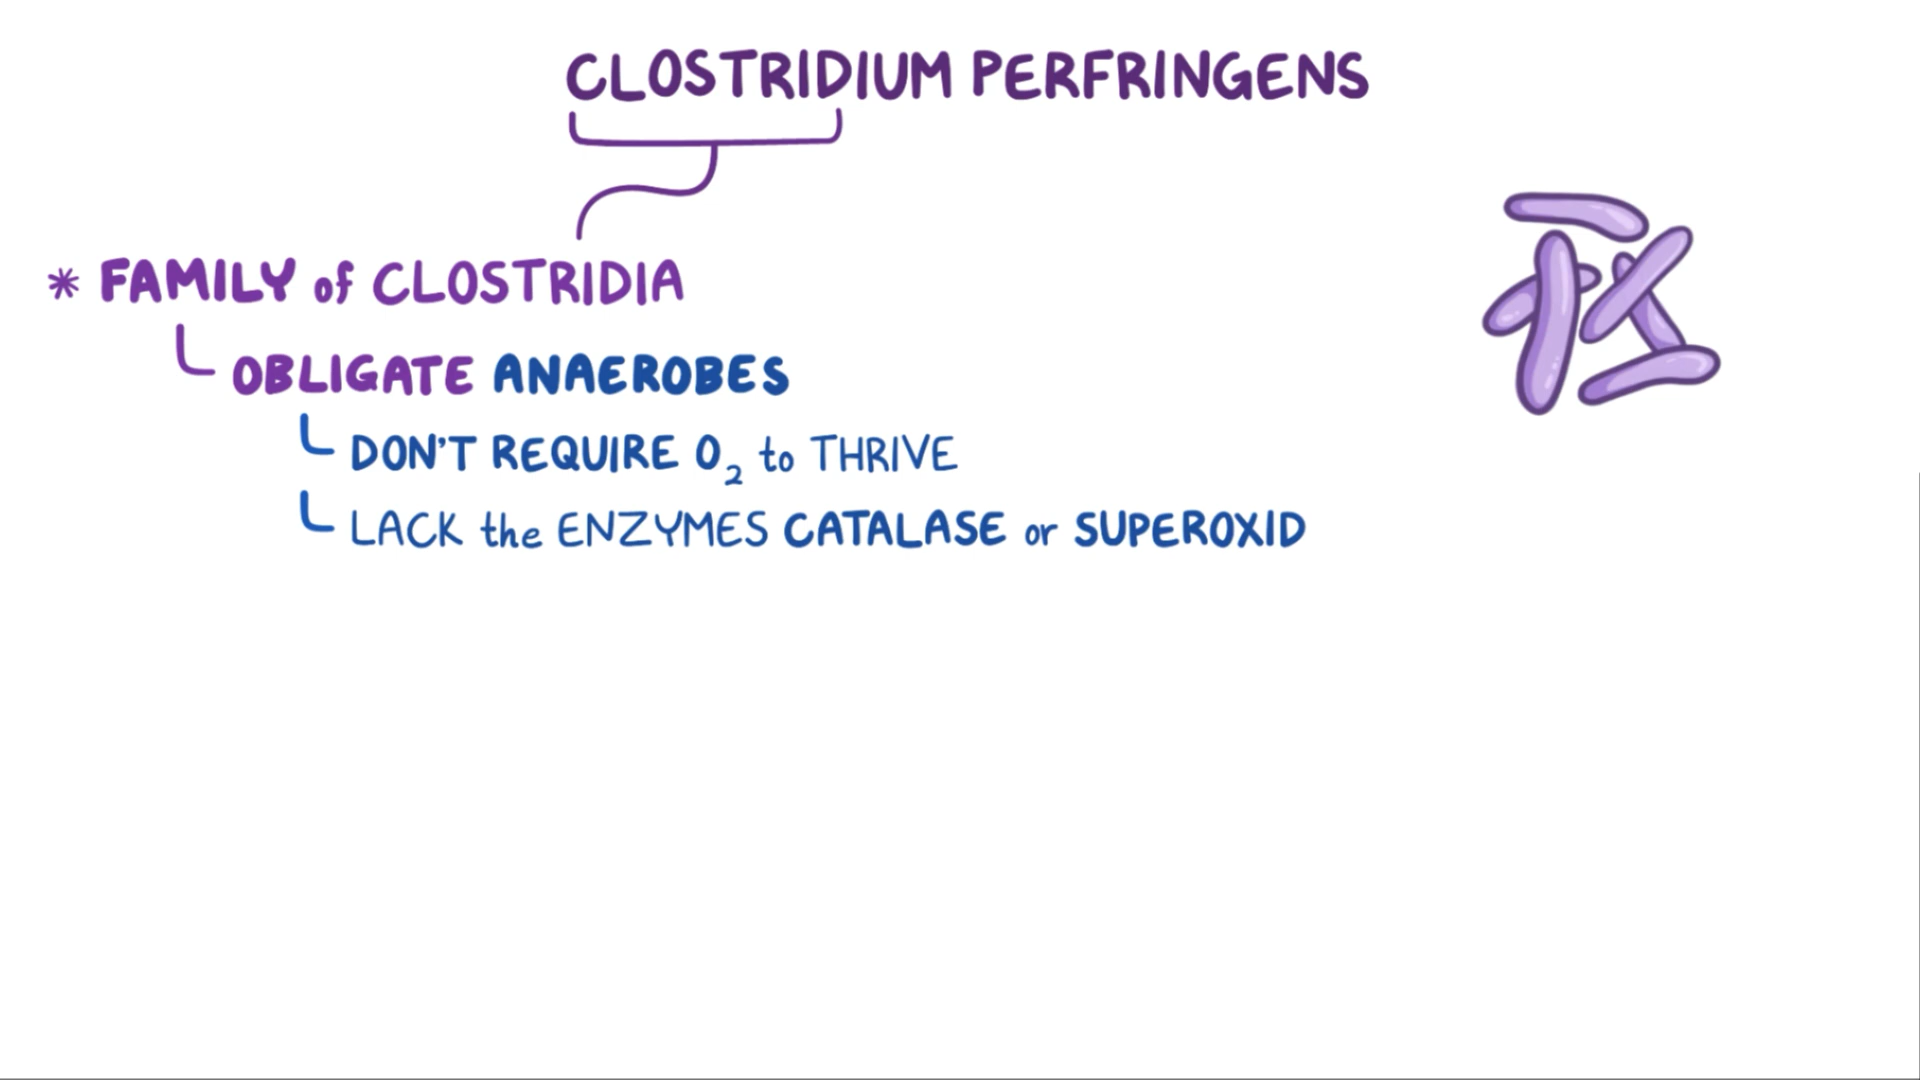 CLOSTRIDIUM PERFRINGENS
* FAMILY of CLOSTRIDIA
OBLIGATE ANAEROBES
DON'T REQUIRE O₂ to THRIVE
LACK the ENZYMES CATALASE or SUPEROXID